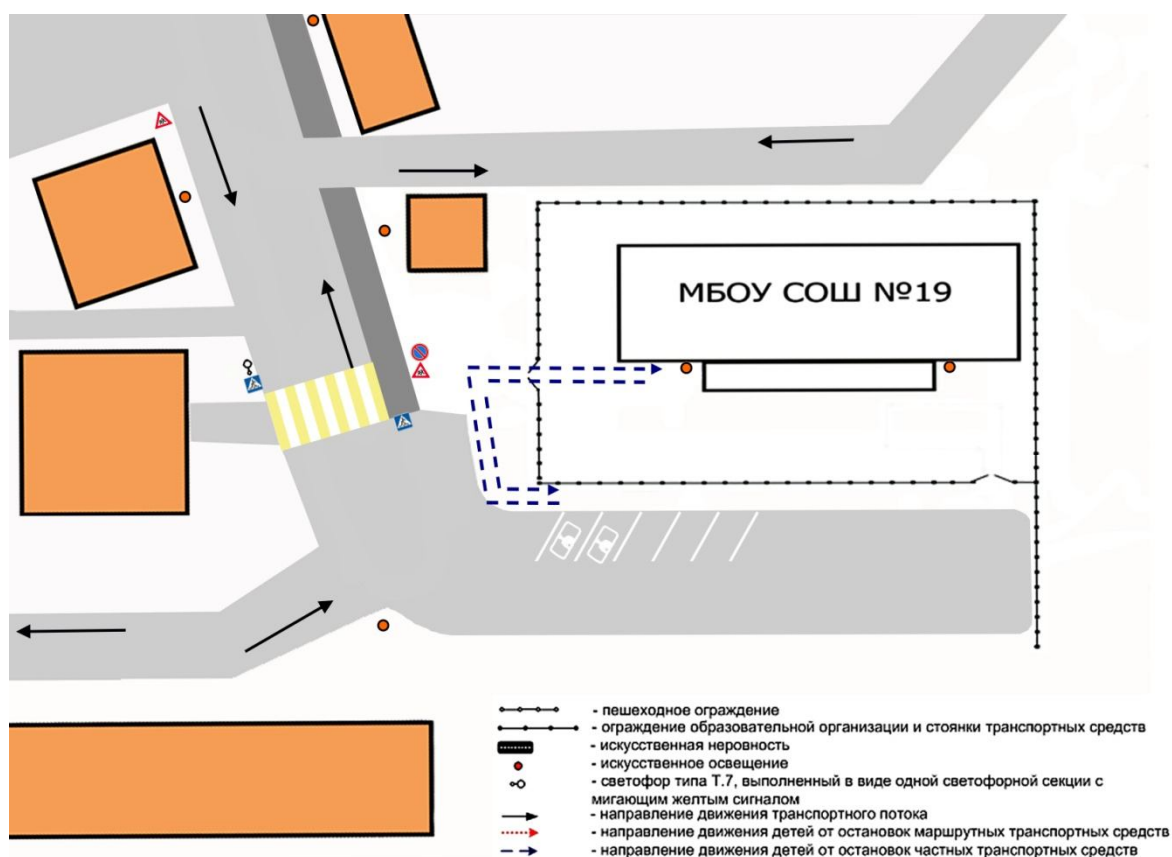 МБОУ СОШ №19
- пешеходное ограждение
- ограждение образовательной организации и стоянки транспортных средств
- искусственная неровность
- искусственное освещение
- светофор типа Т.7, выполненный в виде одной светофорной секции с
мигающим желтым сигналом
- направление движения транспортного потока
- направление движения детей от остановок маршрутных транспортных средств
- направление движения детей от остановок частных транспортных средств